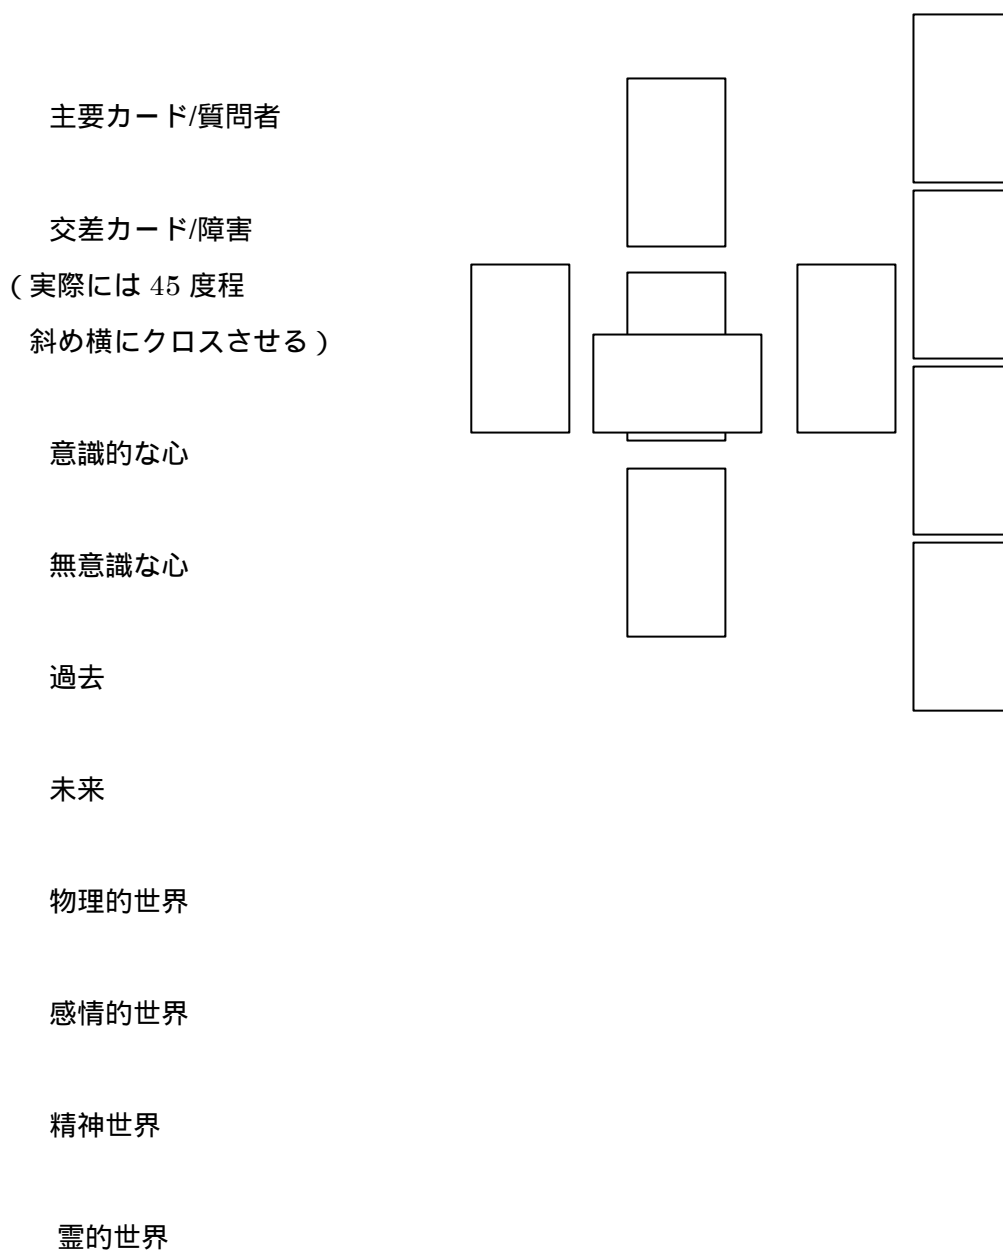 主要カード/質問者
交差カード/障害
(実際には 45 度程
斜め横にクロスさせる)
意識的な心
無意識な心
過去
未来
物理的世界
感情的世界
精神世界
霊的世界